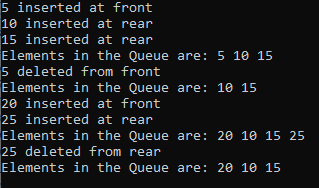 5 inserted at front
10 inserted at rear
15 inserted at rear
Elements in the Queue are: 5 10 15
5 deleted from front
Elements in the Queue are: 10 15
20 inserted at front
25 inserted at rear
Elements in the Queue are: 20 10 15 25
25 deleted from rear
Elements in the Queue are: 20 10 15